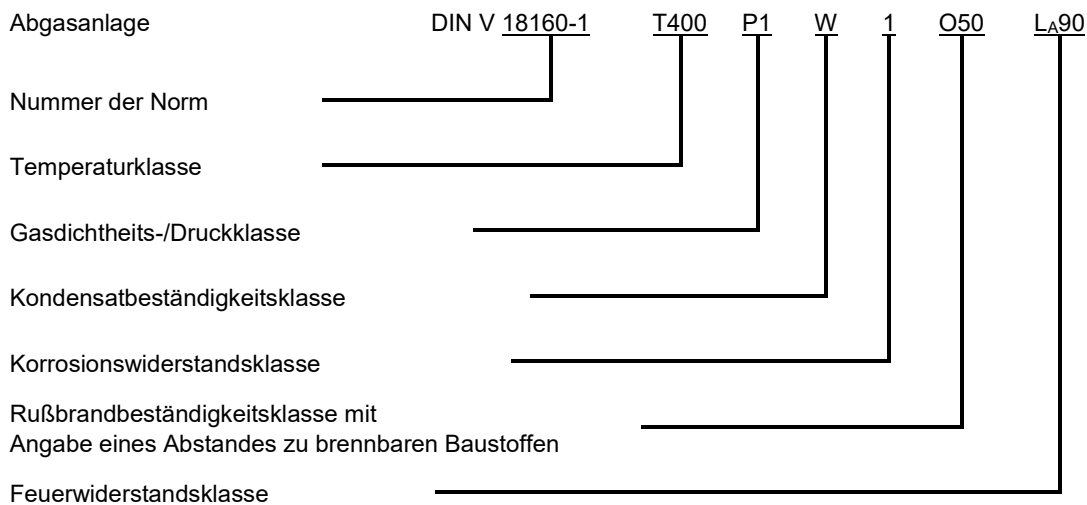 Abgasanlage DIN V 18160-1 T400 P1 W 1 O50 LA90
Nummer der Norm
Temperaturklasse
Gasdichtheits-/Druckklasse
Kondensatbeständigkeitsklasse
Korrosionswiderstandsklasse
Rußbrandbeständigkeitsklasse mit
Angabe eines Abstandes zu brennbaren Baustoffen
Feuerwiderstandsklasse